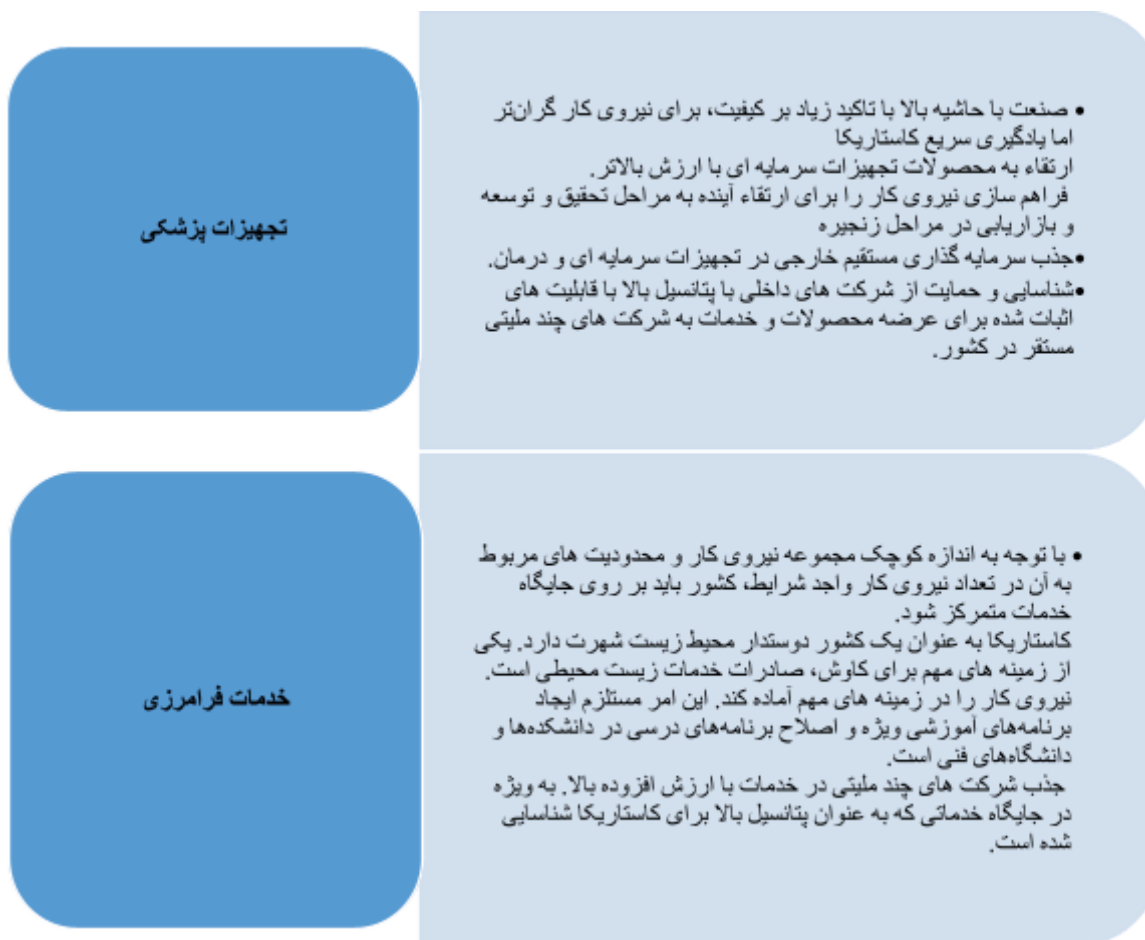 تجهیزات پزشکی
• صنعت با حاشیه بالا با تاکید زیاد بر کیفیت، برای نیروی کار گران‌تر
اما یادگیری سریع کاستاریکا
ارتقاء به محصولات تجهیزات سرمایه ای با ارزش بالاتر.
فراهم سازی نیروی کار را برای ارتقاء آینده به مراحل تحقیق و توسعه
و بازاریابی در مراحل زنجیره
•جذب سرمایه گذاری مستقیم خارجی در تجهیزات سرمایه ای و درمان.
•شناسایی و حمایت از شرکت های داخلی با پتانسیل بالا با قابلیت های
اثبات شده برای عرضه محصولات و خدمات به شرکت های چند ملیتی
مستقر در کشور.
خدمات فرامرزی
• با توجه به اندازه کوچک مجموعه نیروی کار و محدودیت های مربوط
به آن در تعداد نیروی کار واجد شرایط، کشور باید بر روی جایگاه
خدمات متمرکز شود.
کاستاریکا به عنوان یک کشور دوستدار محیط زیست شهرت دارد. یکی
از زمینه های مهم برای کاوش، صادرات خدمات زیست محیطی است.
نیروی کار را در زمینه های مهم آماده کند. این امر مستلزم ایجاد
برنامه‌های آموزشی ویژه و اصلاح برنامه‌های درسی در دانشکده‌ها و
دانشگاه‌های فنی است.
جذب شرکت های چند ملیتی در خدمات با ارزش افزوده بالا. به ویژه
در جایگاه خدماتی که به عنوان پتانسیل بالا برای کاستاریکا شناسایی
شده است.